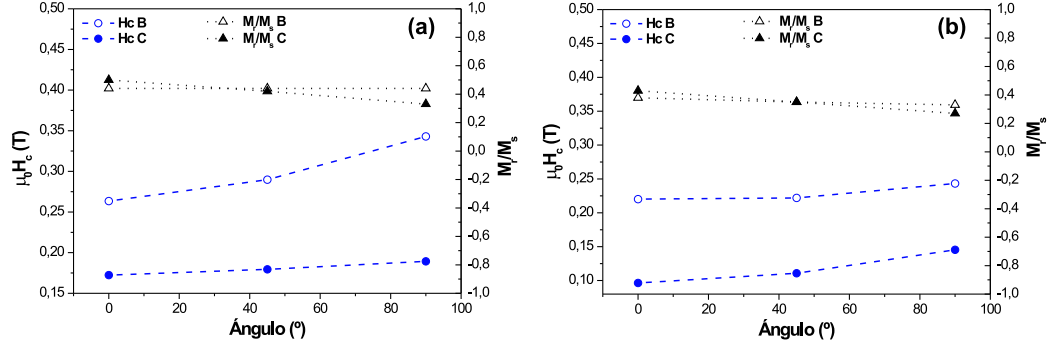 (a)
Hc B
Hc C
Mr/Ms B
Mr/Ms C
0,50
0,45
0,40
0,35
0,30
0,25
0,20
0,15
μ0Hc (T)
1,0
0,8
0,6
0,4
0,2
0,0
-0,2
-0,4
-0,6
-0,8
-1,0
Mr/Ms
0 20 40 60 80 100
Ángulo (º)
(b)
Hc B
Hc C
Mr/Ms B
Mr/Ms C
0,50
0,45
0,40
0,35
0,30
0,25
0,20
0,15
0,10
μ0Hc (T)
1,0
0,8
0,6
0,4
0,2
0,0
-0,2
-0,4
-0,6
-0,8
-1,0
Mr/Ms
0 20 40 60 80 100
Ángulo (º)